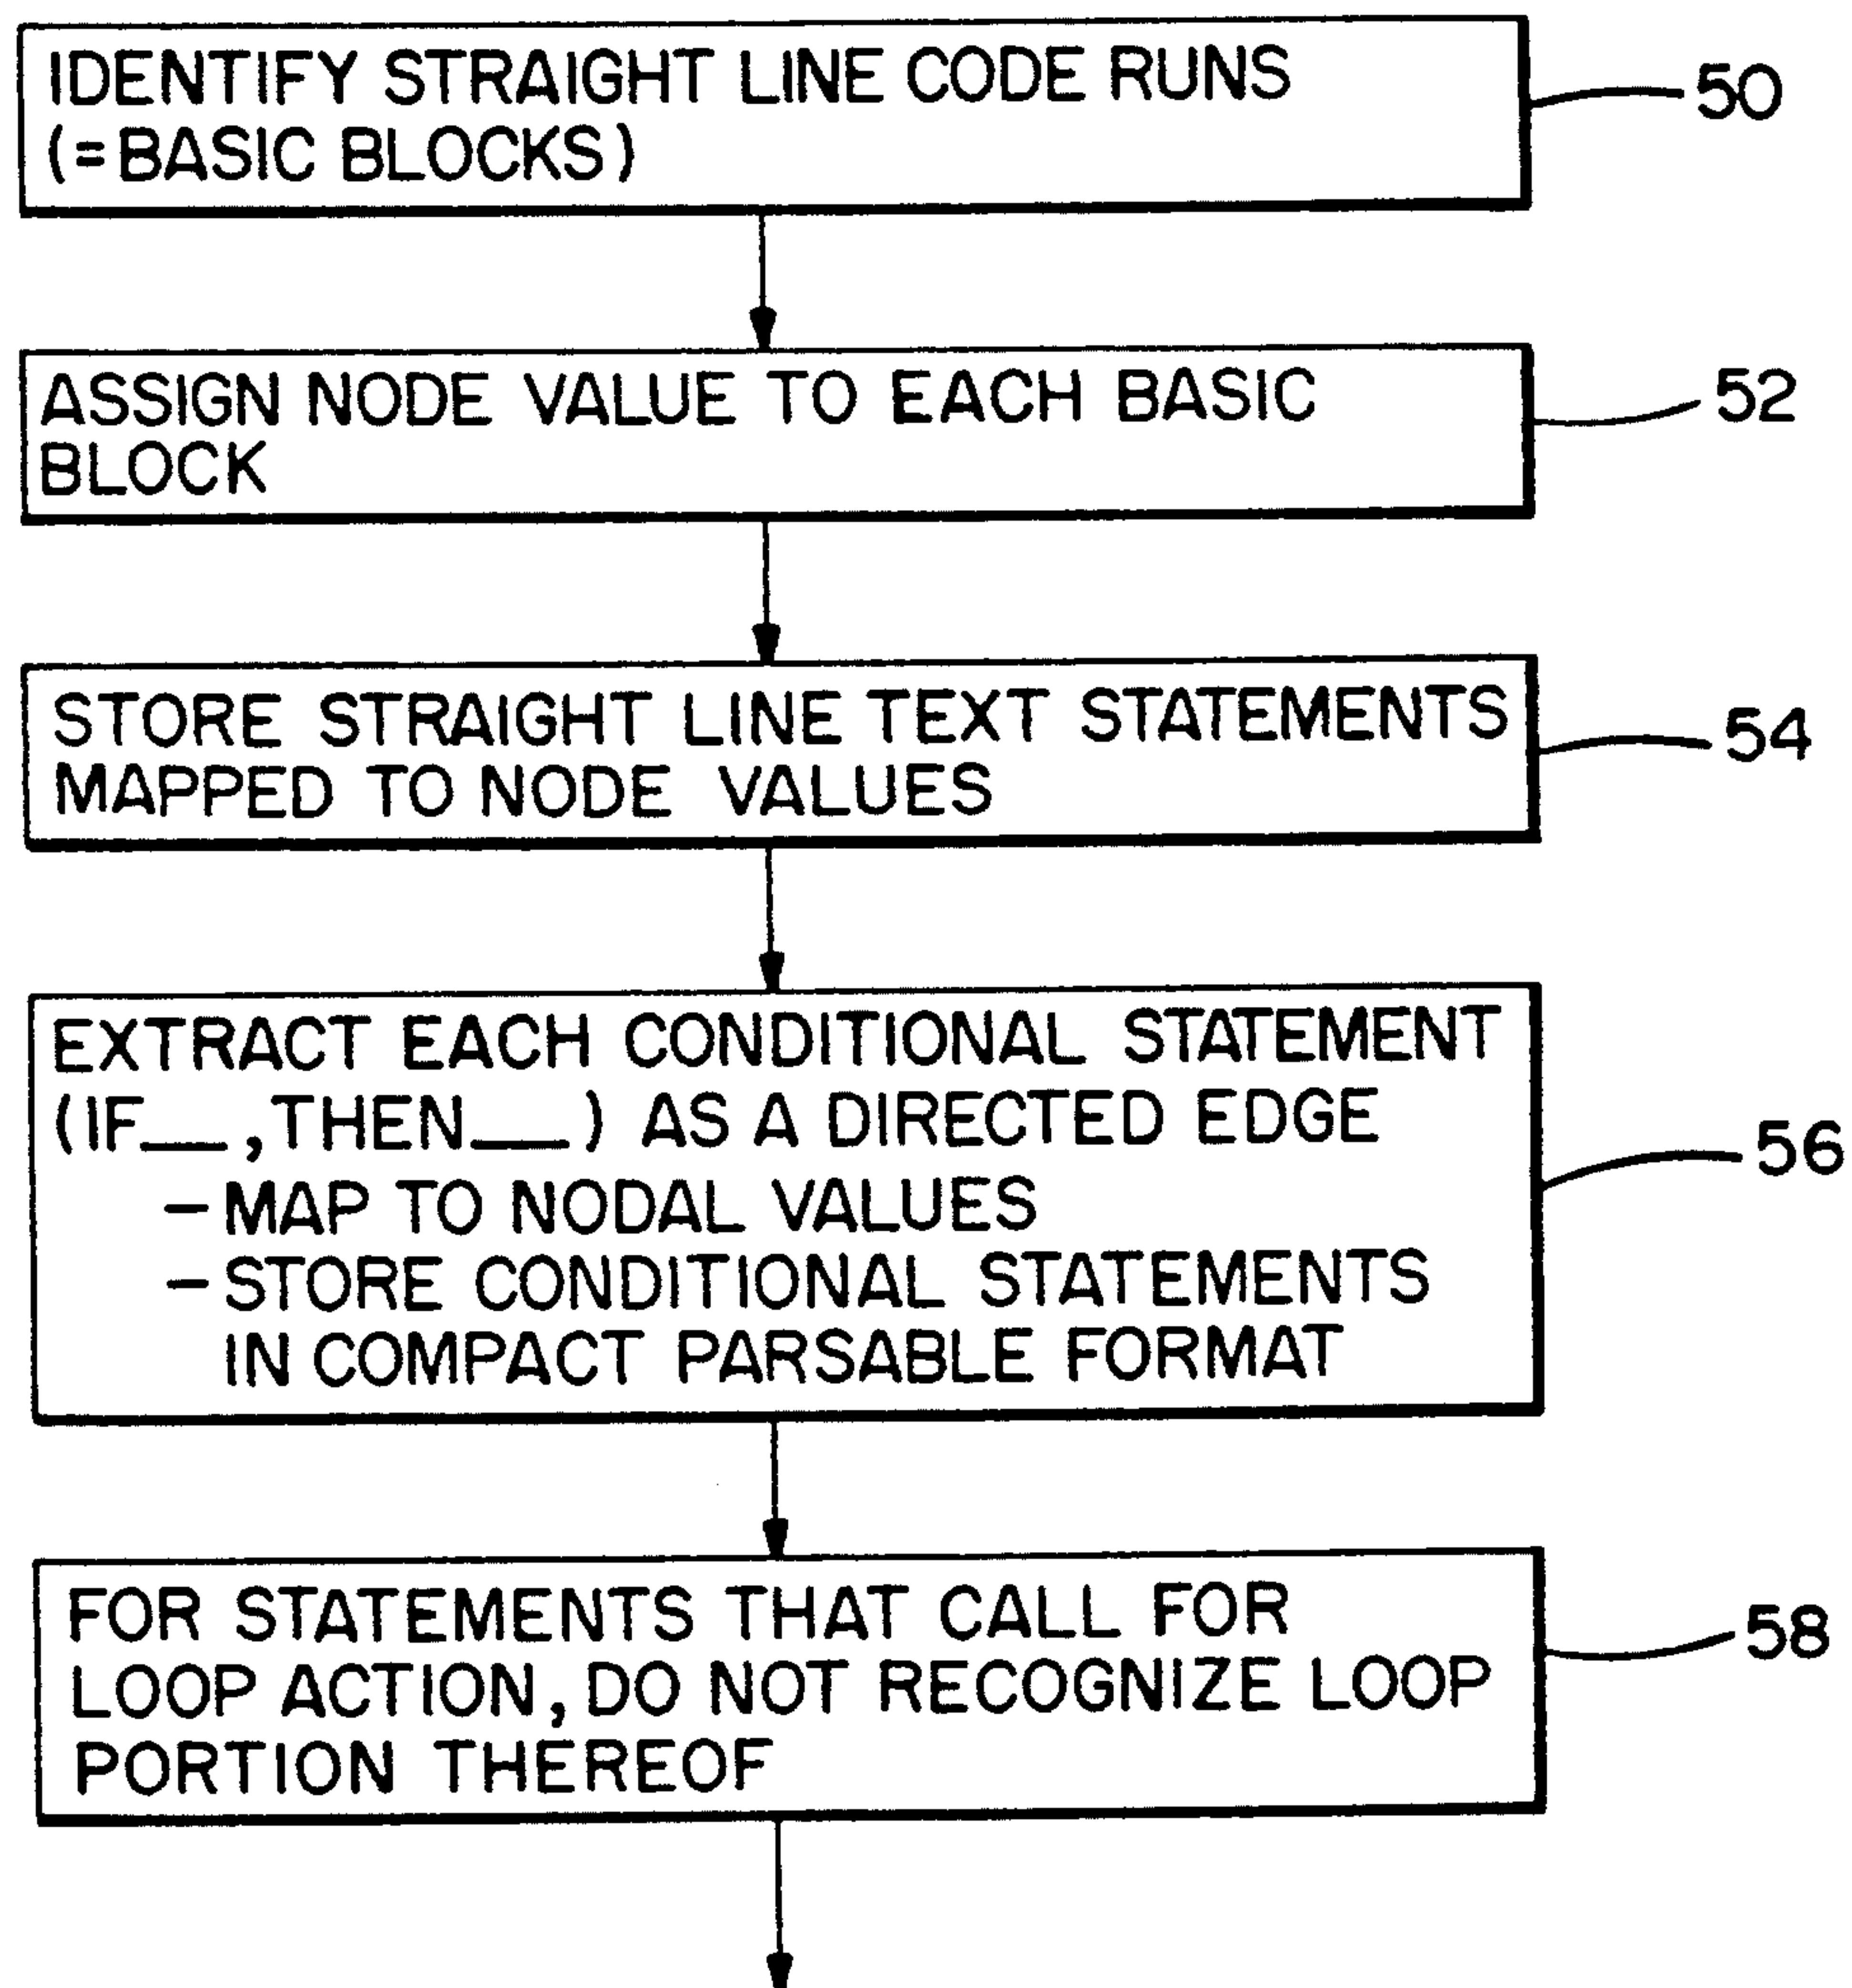 IDENTIFY STRAIGHT LINE CODE RUNS
(=BASIC BLOCKS)
50
ASSIGN NODE VALUE TO EACH BASIC
BLOCK
52
STORE STRAIGHT LINE TEXT STATEMENTS
MAPPED TO NODE VALUES
54
EXTRACT EACH CONDITIONAL STATEMENT
(IF__,THEN__) AS A DIRECTED EDGE
-MAP TO NODAL VALUES
-STORE CONDITIONAL STATEMENTS
IN COMPACT PARSABLE FORMAT
56
FOR STATEMENTS THAT CALL FOR
LOOP ACTION, DO NOT RECOGNIZE LOOP
PORTION THEREOF
58